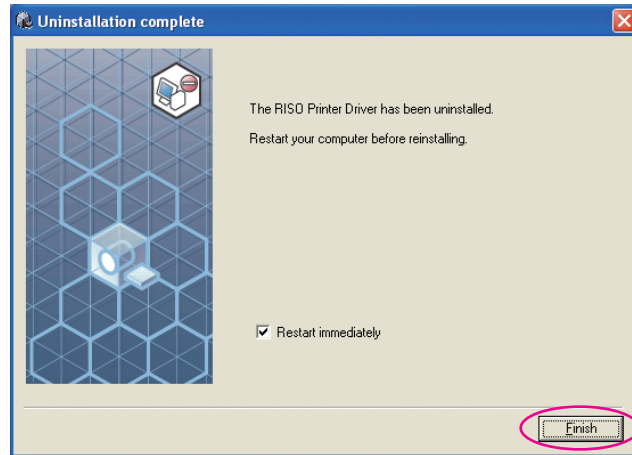 Uninstallation complete
The RISO Printer Driver has been uninstalled.
Restart your computer before reinstalling.
Restart immediately
Finish